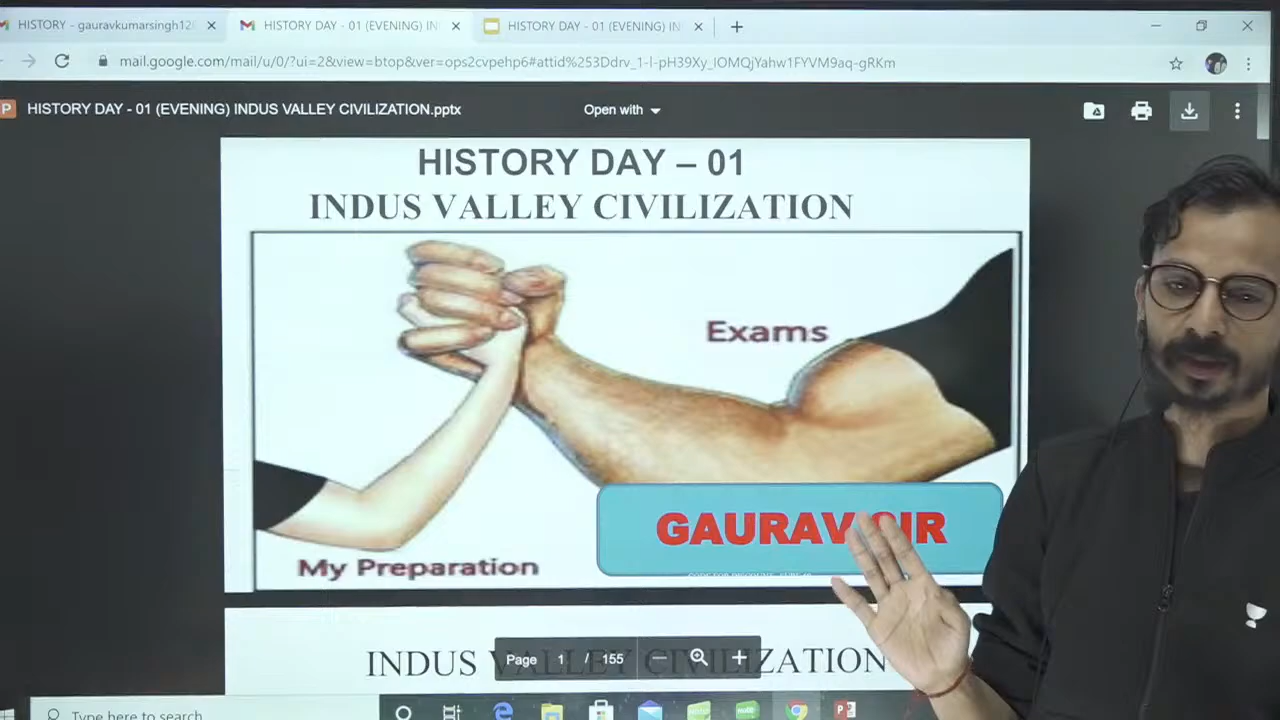 HISTORY - gauravkumarsingh12
HISTORY DAY - 01 (EVENING) IN
HISTORY DAY - 01 (EVENING) IN
mail.google.com/mail/u/0/?ui=2&view=btop&ver=ops2cvpehp6#attid%253Ddrv_1-l-pH39Xy_IOMQjYahw1FYVM9aq-gRKm
P
HISTORY DAY - 01 (EVENING) INDUS VALLEY CIVILIZATION.pptx
Open with
HISTORY DAY – 01
INDUS VALLEY CIVILIZATION
Exams
GAURAV SIR
My Preparation
INDUS VALLEY CIVILIZATION
Page 1 / 155
Type here to search